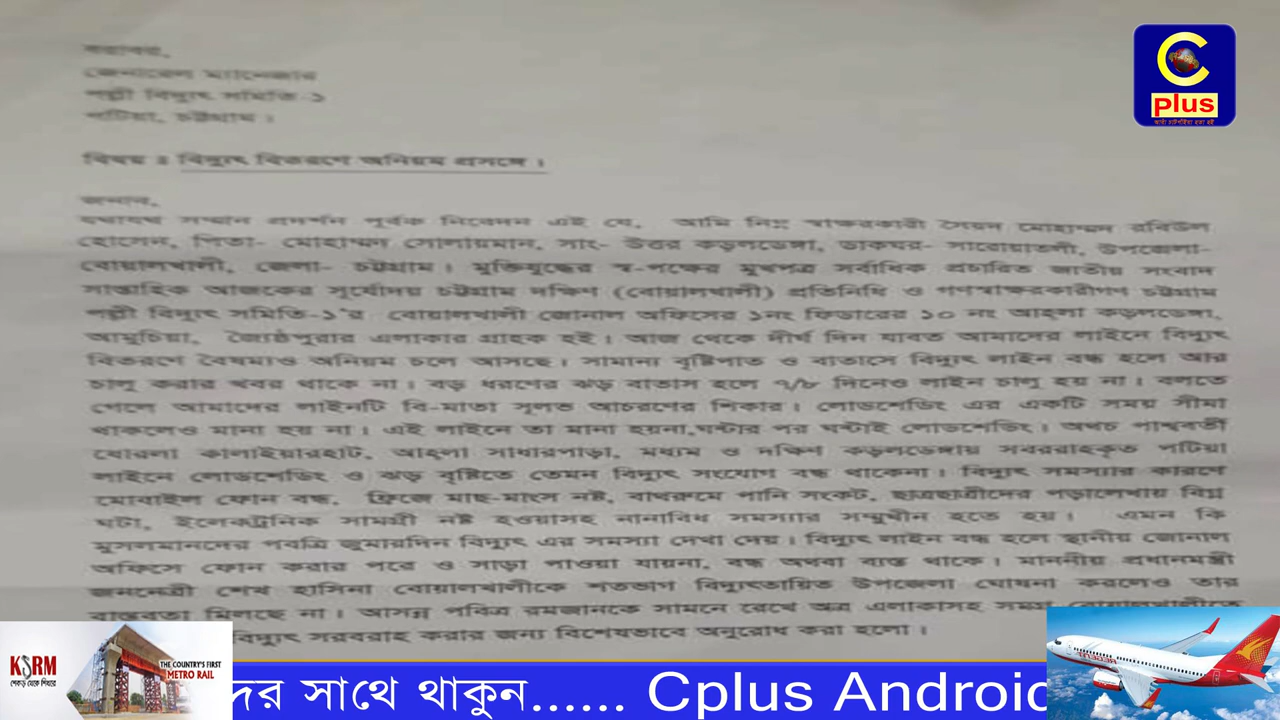 বরাবর,
জেনারেল ম্যানেজার
পল্লী বিদ্যুৎ সমিতি-১
পটিয়া, চট্টগ্রাম।
বিষয় ঃ বিদ্যুৎ বিতরণে অনিয়ম প্রসঙ্গে।
জনাব,
যথাযথ সম্মান প্রদর্শন পূর্বক নিবেদন এই যে, আমি নিম্ন স্বাক্ষরকারী সৈয়দ মোহাম্মদ রবিউল
হোসেন, পিতা- মোহাম্মদ সোলায়মান, সাং- উত্তর কড়লডেঙ্গা, ডাকঘর- সারোয়াতলী, উপজেলা-
বোয়ালখালী, জেলা- চট্টগ্রাম। মুক্তিযুদ্ধের স্ব-পক্ষের মুখপত্র সর্বাধিক প্রচারিত জাতীয় সংবাদ
সাপ্তাহিক আজকের সূর্যোদয় চট্টগ্রাম দক্ষিণ (বোয়ালখালী) প্রতিনিধি ও গণস্বাক্ষরকারীগণ চট্টগ্রাম
পল্লী বিদ্যুৎ সমিতি-১'র বোয়ালখালী জোনাল অফিসের ১নং ফিডারের ১০ নং আহলা কড়লডেঙ্গা,
আমুচিয়া, জ্যৈষ্ঠপুরার এলাকার গ্রাহক হই। আজ থেকে দীর্ঘ দিন যাবত আমাদের লাইনে বিদ্যুৎ
বিতরণে বৈষম্যও অনিয়ম চলে আসছে। সামান্য বৃষ্টিপাত ও বাতাসে বিদ্যুৎ লাইন বন্ধ হলে আর
চালু করার খবর থাকে না। বড় ধরণের ঝড় বাতাস হলে ৭/৮ দিনেও লাইন চালু হয় না। বলতে
গেলে আমাদের লাইনটি বি-মাতা সূলভ আচরণের শিকার। লোডশেডিং এর একটি সময় সীমা
থাকলেও মানা হয় না। এই লাইনে তা মানা হয়না,ঘন্টার পর ঘন্টাই লোডশেডিং। অথচ পাশ্ববর্তী
ঘোরলা কালাইয়ারহাট, আহলা সাধারপাড়া, মধ্যম ও দক্ষিণ কড়লডেঙ্গায় সবররাহকৃত পটিয়া
লাইনে লোডশেডিং ও ঝড় বৃষ্টিতে তেমন বিদ্যুৎ সংযোগ বন্ধ থাকেনা। বিদ্যুৎ সমস্যার কারণে
মোবাইল ফোন বন্ধ, ফ্রিজে মাছ-মাংস নষ্ট, বাথরুমে পানি সংকট, ছাত্রছাত্রীদের পড়ালেখায় বিঘ্ন
ঘটা, ইলেকট্রনিক সামগ্রী নষ্ট হওয়াসহ নানাবিধ সমস্যার সম্মুখীন হতে হয়। এমন কি
মুসলমানদের পবত্রি জুমারদিন বিদ্যুৎ এর সমস্যা দেখা দেয়। বিদ্যুৎ লাইন বন্ধ হলে স্থানীয় জোনাল
অফিসে ফোন করার পরে ও সাড়া পাওয়া যায়না, বন্ধ অথবা ব্যস্ত থাকে। মাননীয় প্রধানমন্ত্রী
জননেত্রী শেখ হাসিনা বোয়ালখালীকে শতভাগ বিদ্যুৎতায়িত উপজেলা ঘোষনা করলেও তার
বাস্তবতা মিলছে না। আসন্ন পবিত্র রমজানকে সামনে রেখে অত্র এলাকাসহ সমগ্র বোয়ালখালীতে
বিদ্যুৎ সরবরাহ করার জন্য বিশেষভাবে অনুরোধ করা হলো।
C
plus
KSRM
THE COUNTRY'S FIRST
METRO RAIL
দের সাথে থাকুন...... Cplus Android